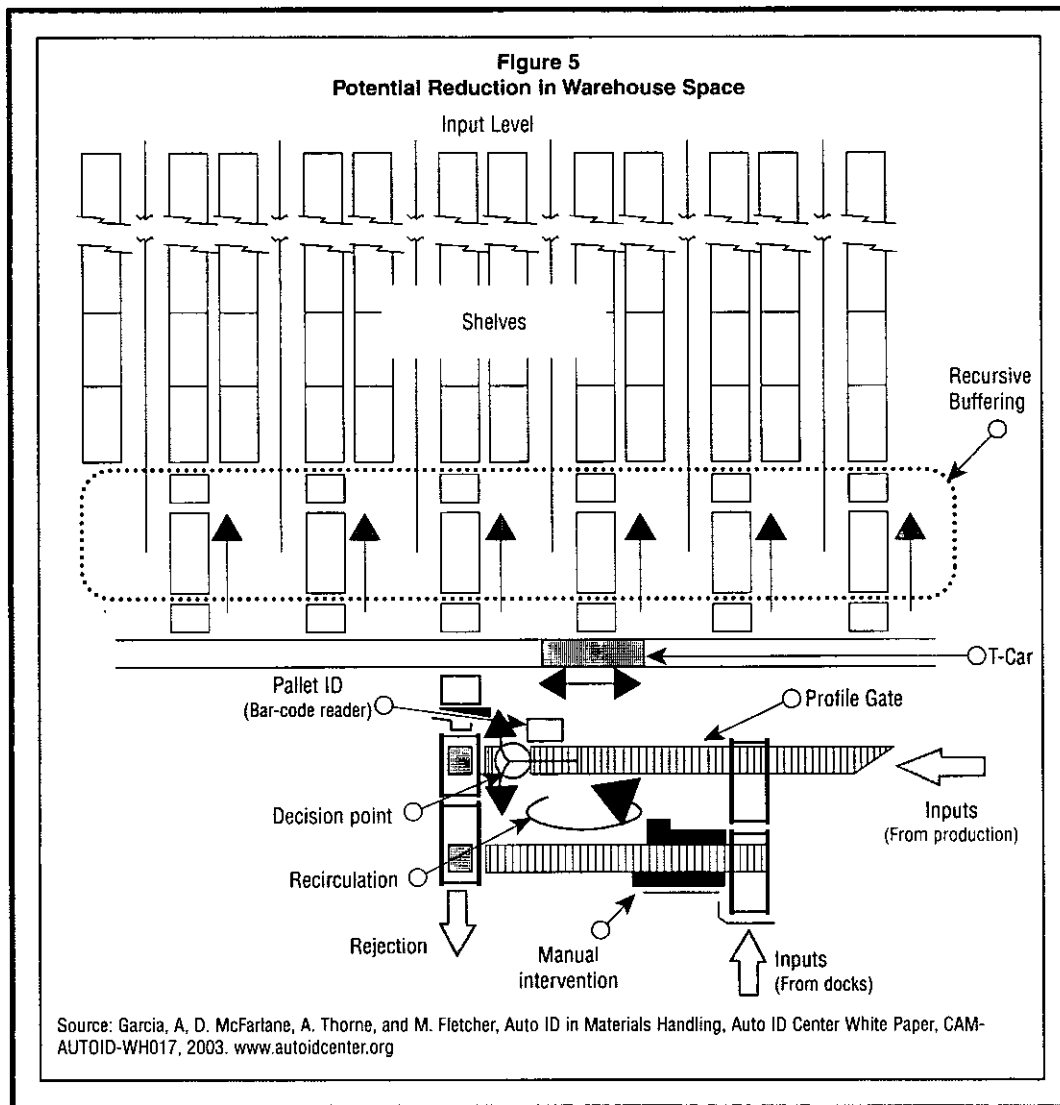 Figure 5
Potential Reduction in Warehouse Space
Input Level
Shelves
Recursive
Buffering
T-Car
Pallet ID
(Bar-code reader)
Profile Gate
Decision point
Inputs
(From production)
Recirculation
Rejection
Manual
intervention
Inputs
(From docks)
Source: Garcia, A, D. McFarlane, A. Thorne, and M. Fletcher, Auto ID in Materials Handling, Auto ID Center White Paper, CAM-
AUTOID-WH017, 2003. www.autoidcenter.org